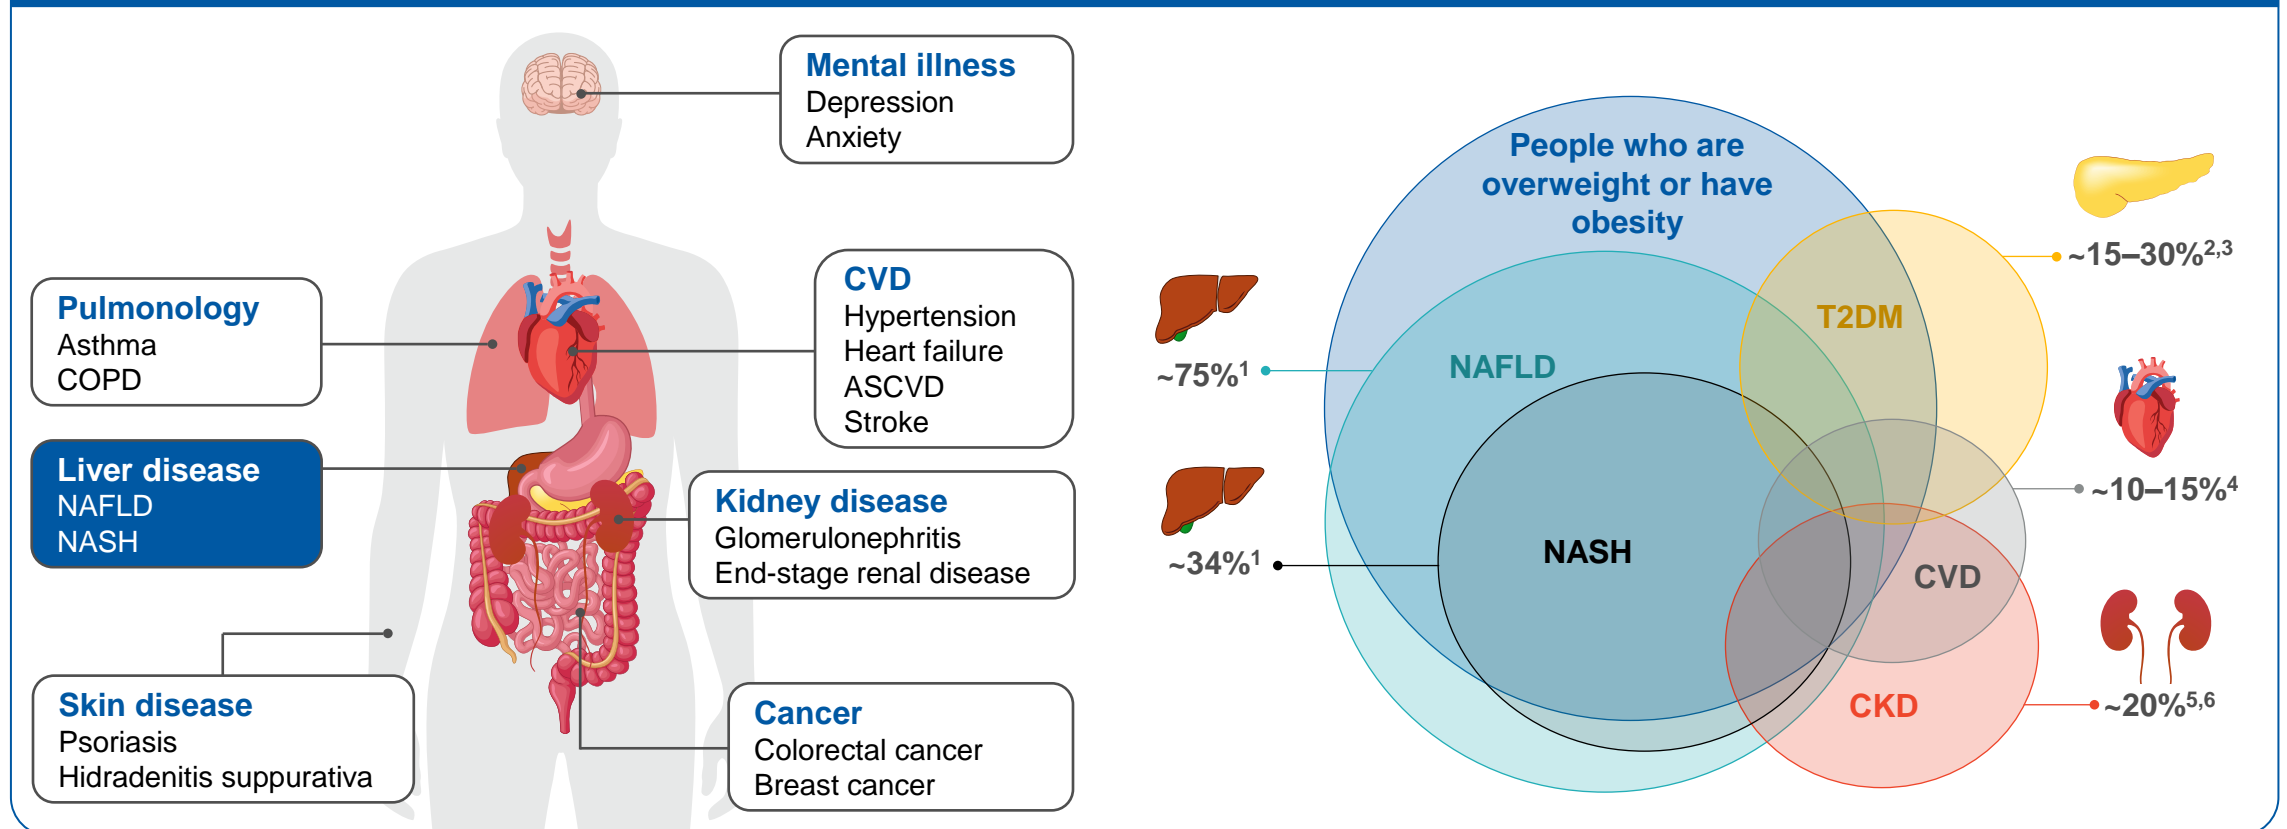 Mental illness
Depression
Anxiety
Pulmonology
Asthma
COPD
CVD
Hypertension
Heart failure
ASCVD
Stroke
Liver disease
NAFLD
NASH
Kidney disease
Glomerulonephritis
End-stage renal disease
Skin disease
Psoriasis
Hidradenitis suppurativa
Cancer
Colorectal cancer
Breast cancer
People who are
overweight or have
obesity
~15–30%2,3
T2DM
NAFLD
~75%1
~10–15%4
NASH
~34%1
CVD
CKD
~20%5,6